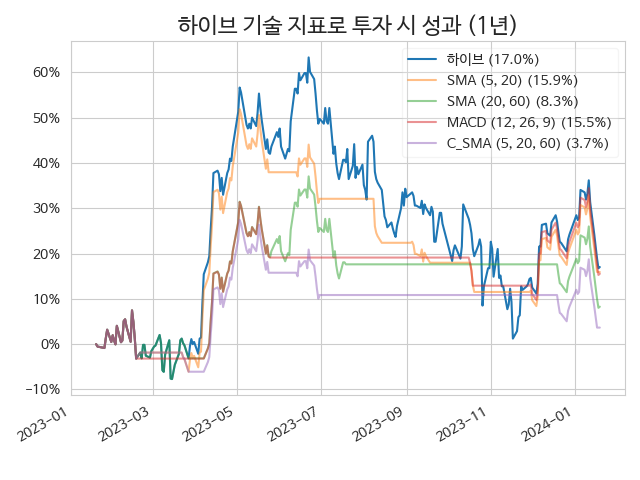 하이브 기술 지표로 투자 시 성과 (1년)
하이브 (17.0%)
SMA (5, 20) (15.9%)
SMA (20, 60) (8.3%)
MACD (12, 26, 9) (15.5%)
C_SMA (5, 20, 60) (3.7%)
60%
50%
40%
30%
20%
10%
0%
−10%
2023−01
2023−03
2023−05
2023−07
2023−09
2023−11
2024−01